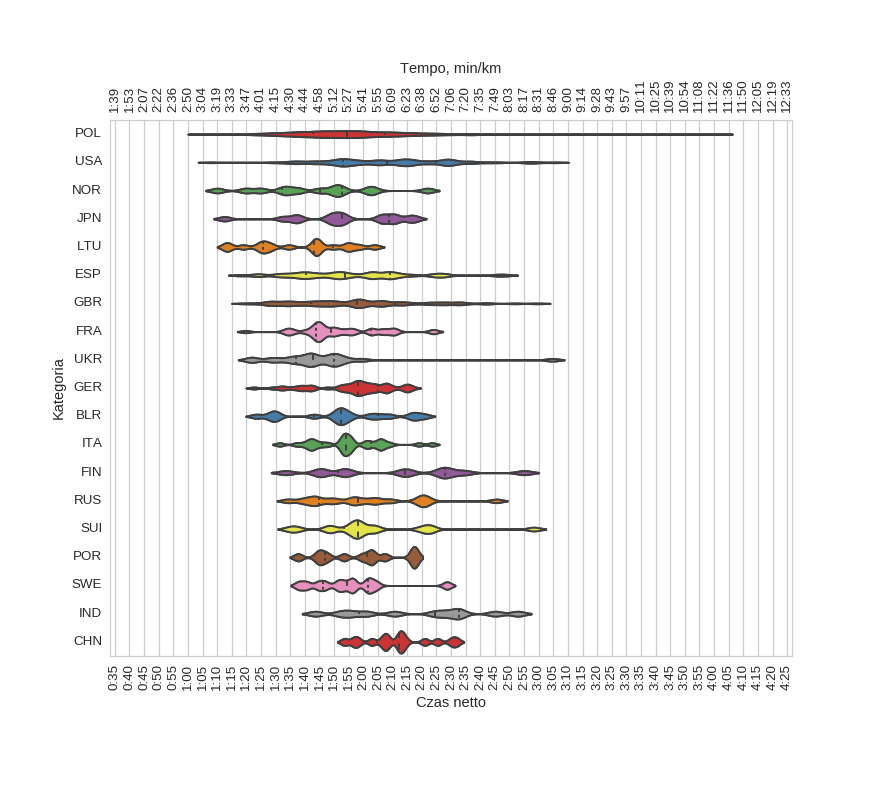 Tempo, min/km
1:39 1:53 2:07 2:22 2:36 2:50 3:04 3:19 3:33 3:47 4:01 4:15 4:30 4:44 4:58 5:12 5:27 5:41 5:55 6:09 6:23 6:38 6:52 7:06 7:20 7:35 7:49 8:03 8:17 8:31 8:46 9:00 9:14 9:28 9:43 9:57 10:11 10:25 10:39 10:54 11:08 11:22 11:36 11:50 12:05 12:19 12:33
POL
USA
NOR
JPN
LTU
ESP
GBR
FRA
UKR
GER
BLR
ITA
FIN
RUS
SUI
POR
SWE
IND
CHN
Kategoria
0:35 0:40 0:45 0:50 0:55 1:00 1:05 1:10 1:15 1:20 1:25 1:30 1:35 1:40 1:45 1:50 1:55 2:00 2:05 2:10 2:15 2:20 2:25 2:30 2:35 2:40 2:45 2:50 2:55 3:00 3:05 3:10 3:15 3:20 3:25 3:30 3:35 3:40 3:45 3:50 3:55 4:00 4:05 4:10 4:15 4:20 4:25
Czas netto